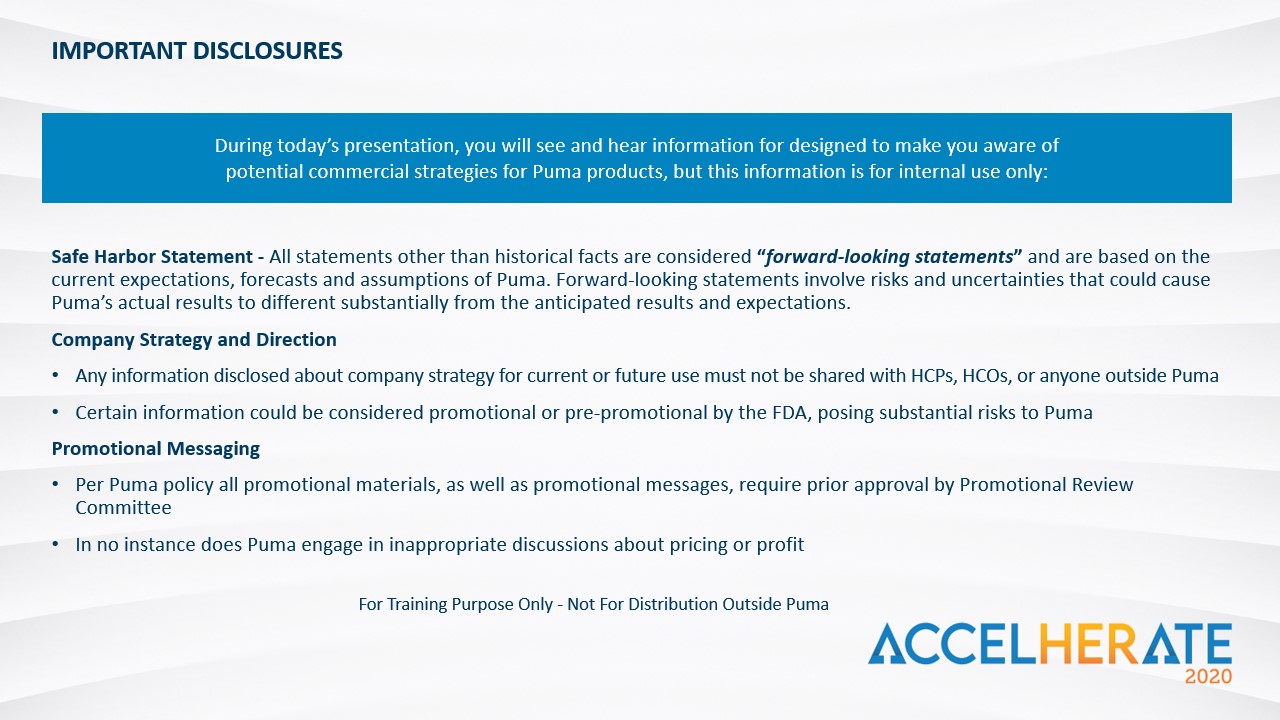 IMPORTANT DISCLOSURES
During today’s presentation, you will see and hear information for designed to make you aware of
potential commercial strategies for Puma products, but this information is for internal use only:
Safe Harbor Statement - All statements other than historical facts are considered “forward-looking statements” and are based on the
current expectations, forecasts and assumptions of Puma. Forward-looking statements involve risks and uncertainties that could cause
Puma’s actual results to different substantially from the anticipated results and expectations.
Company Strategy and Direction
• Any information disclosed about company strategy for current or future use must not be shared with HCPs, HCOs, or anyone outside Puma
• Certain information could be considered promotional or pre-promotional by the FDA, posing substantial risks to Puma
Promotional Messaging
• Per Puma policy all promotional materials, as well as promotional messages, require prior approval by Promotional Review
Committee
• In no instance does Puma engage in inappropriate discussions about pricing or profit
For Training Purpose Only - Not For Distribution Outside Puma
ACCELHERATE
2020